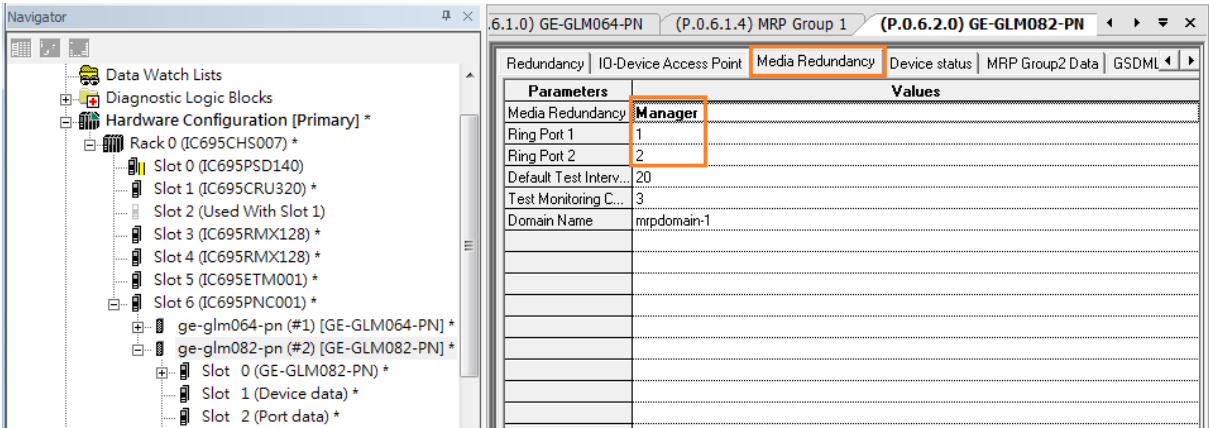 Navigator
Data Watch Lists
Diagnostic Logic Blocks
Hardware Configuration [Primary] *
Rack 0 (IC695CHS007) *
Slot 0 (IC695PSD140)
Slot 1 (IC695CRU320) *
Slot 2 (Used With Slot 1)
Slot 3 (IC695RMX128) *
Slot 4 (IC695RMX128) *
Slot 5 (IC695ETM001) *
Slot 6 (IC695PNC001) *
ge-glm064-pn (#1) [GE-GLM064-PN] *
ge-glm082-pn (#2) [GE-GLM082-PN] *
Slot 0 (GE-GLM082-PN) *
Slot 1 (Device data) *
Slot 2 (Port data) *
.6.1.0) GE-GLM064-PN (P.0.6.1.4) MRP Group 1 (P.0.6.2.0) GE-GLM082-PN
Redundancy IO-Device Access Point Media Redundancy Device status MRP Group2 Data GSDML
Parameters Values
Media Redundancy Manager
Ring Port 1 1
Ring Port 2 2
Default Test Interv... 20
Test Monitoring C... 3
Domain Name mrpdomain-1